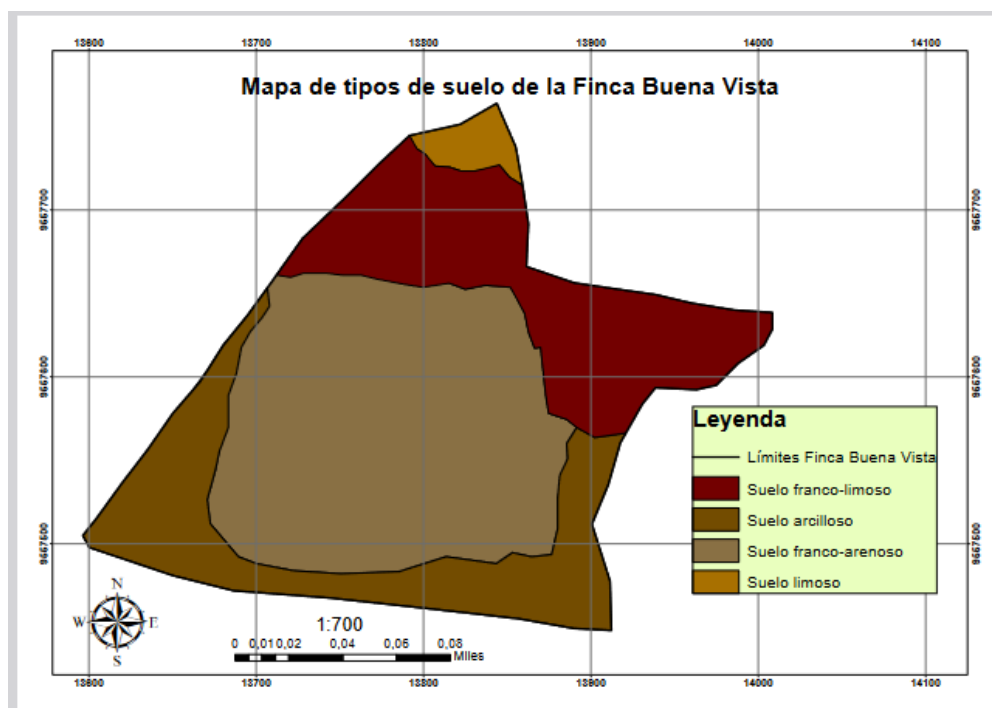 13600 13700 13800 13900 14000 14100
Mapa de tipos de suelo de la Finca Buena Vista
9667700 9667700
9667600 9667600
Leyenda
Límites Finca Buena Vista
Suelo franco-limoso
Suelo arcilloso
Suelo franco-arenoso
Suelo limoso
9667500 9667500
N
W E
S
1:700
0 0,01 0,02 0,04 0,06 0,08
Miles
13600 13700 13800 13900 14000 14100